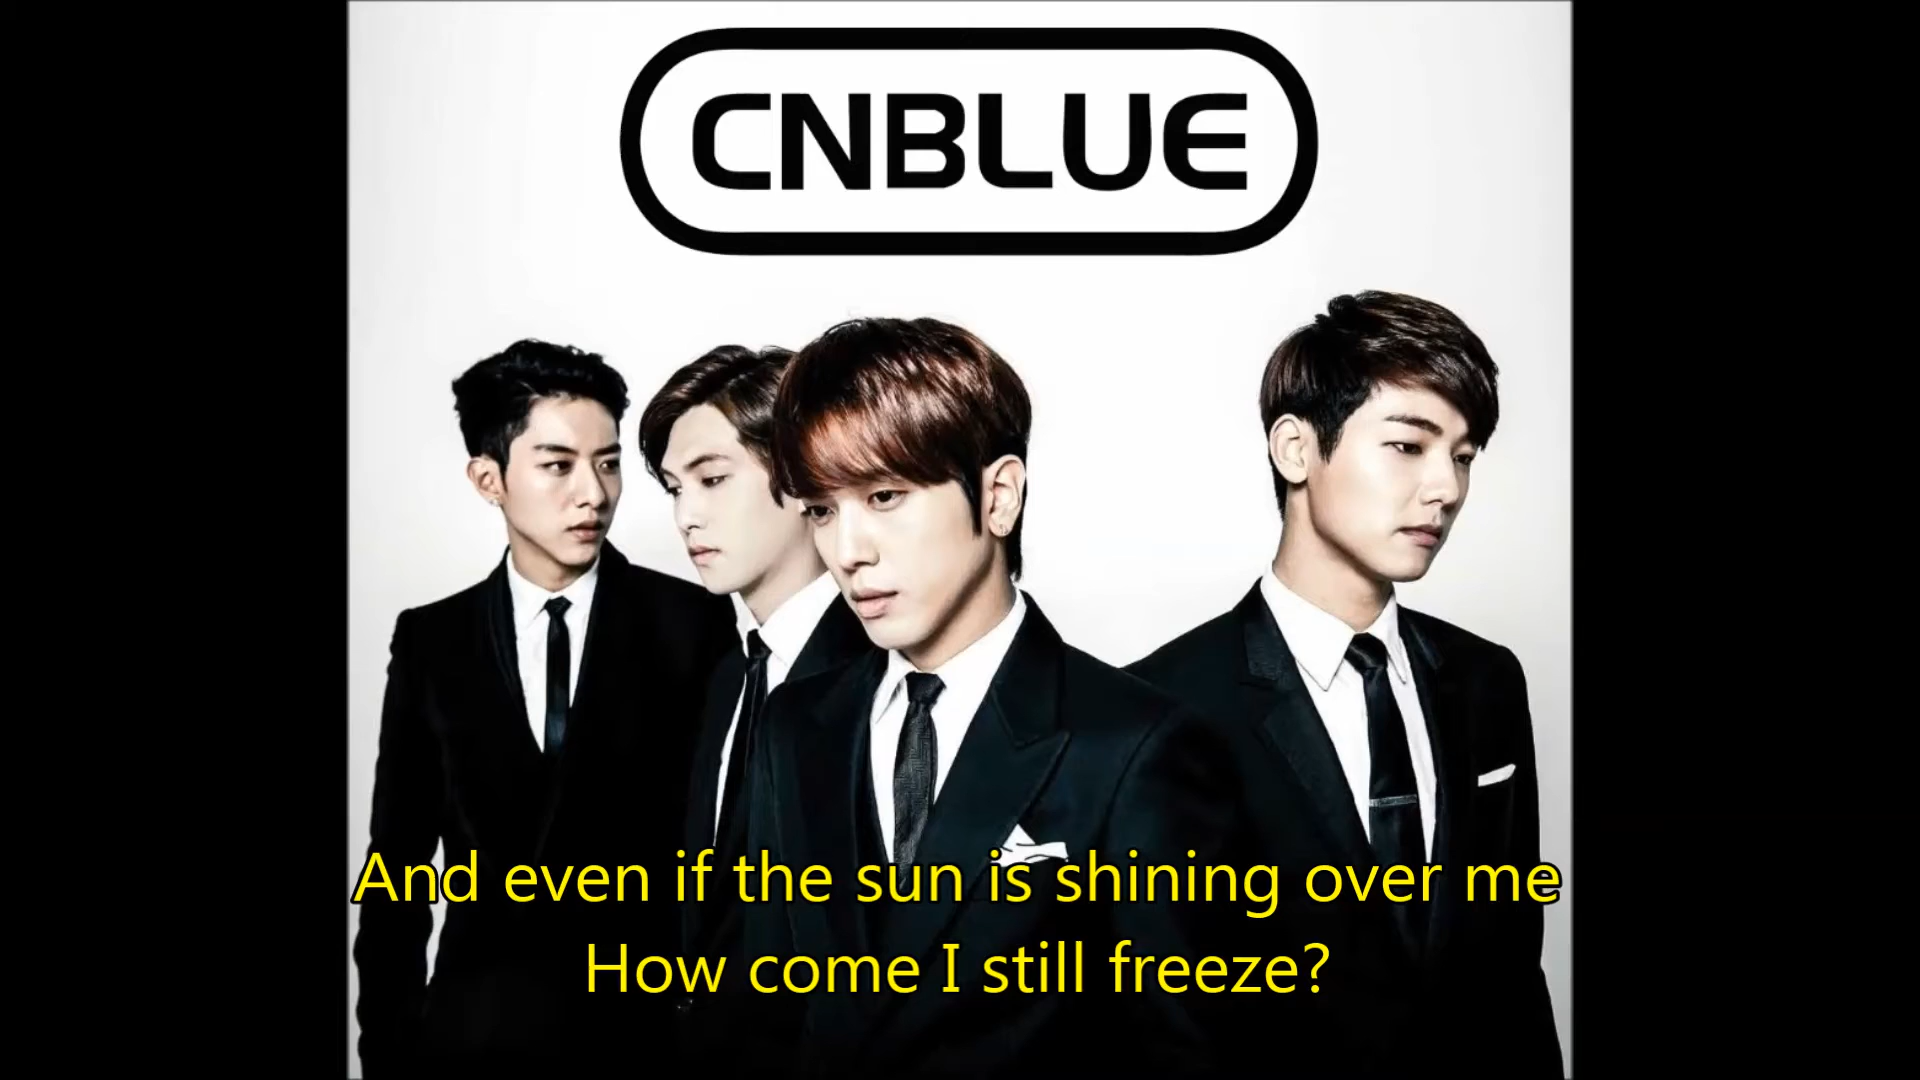 CNBLUE
And even if the sun is shining over me
How come I still freeze?